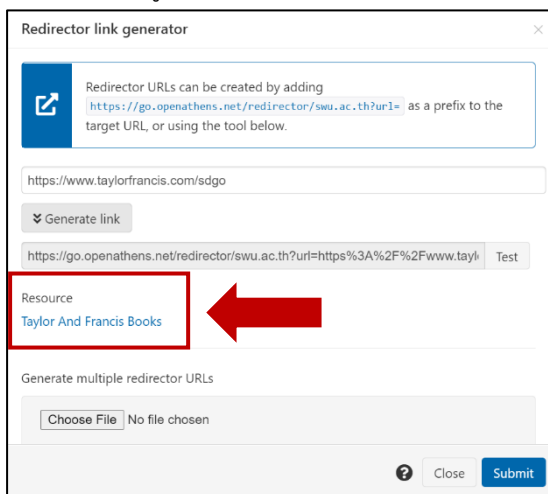 Redirector link generator ×
Redirector URLs can be created by adding
https://go.openathens.net/redirector/swu.ac.th?url= as a prefix to the
target URL, or using the tool below.
https://www.taylorfrancis.com/sdgo
Generate link
https://go.openathens.net/redirector/swu.ac.th?url=https%3A%2F%2Fwww.tayl Test
Resource
Taylor And Francis Books
Generate multiple redirector URLs
Choose File No file chosen
? Close Submit